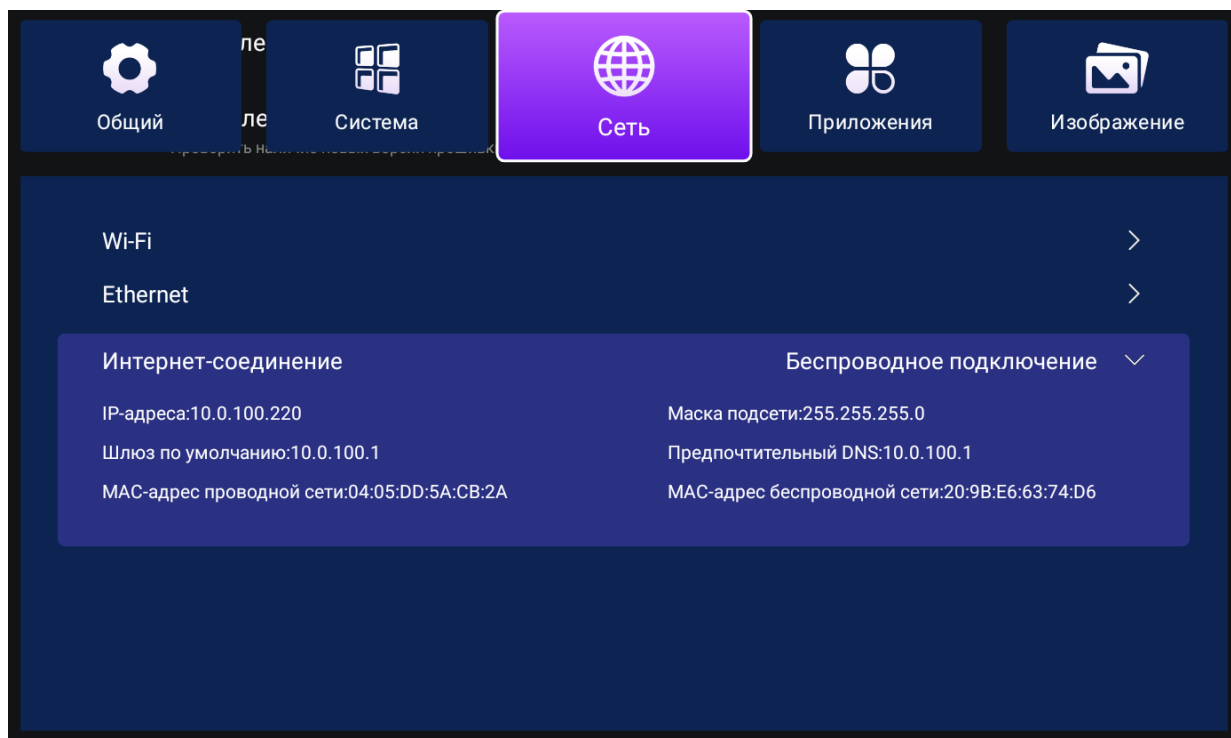 Общий
Система
Сеть
Приложения
Изображение
Wi-Fi
Ethernet
Интернет-соединение Беспроводное подключение
IP-адреса:10.0.100.220 Маска подсети:255.255.255.0
Шлюз по умолчанию:10.0.100.1 Предпочтительный DNS:10.0.100.1
MAC-адрес проводной сети:04:05:DD:5A:CB:2A MAC-адрес беспроводной сети:20:9B:E6:63:74:D6